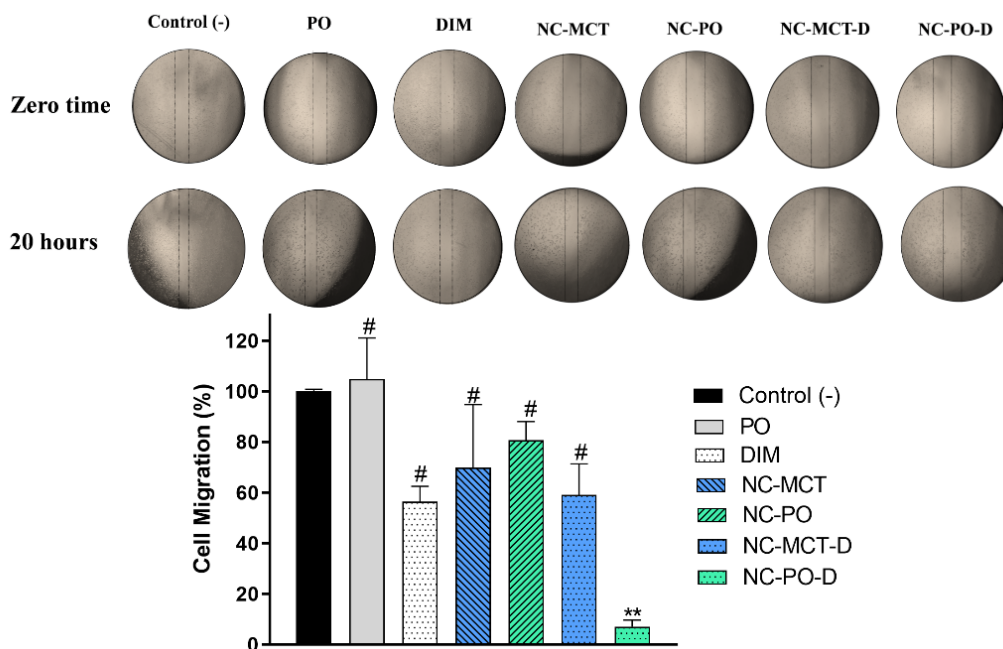 Control (-) PO DIM NC-MCT NC-PO NC-MCT-D NC-PO-D
Zero time
20 hours
Cell Migration (%)
120
100
80
60
40
20
0
#
#
#
#
#
**
Control (-)
PO
DIM
NC-MCT
NC-PO
NC-MCT-D
NC-PO-D